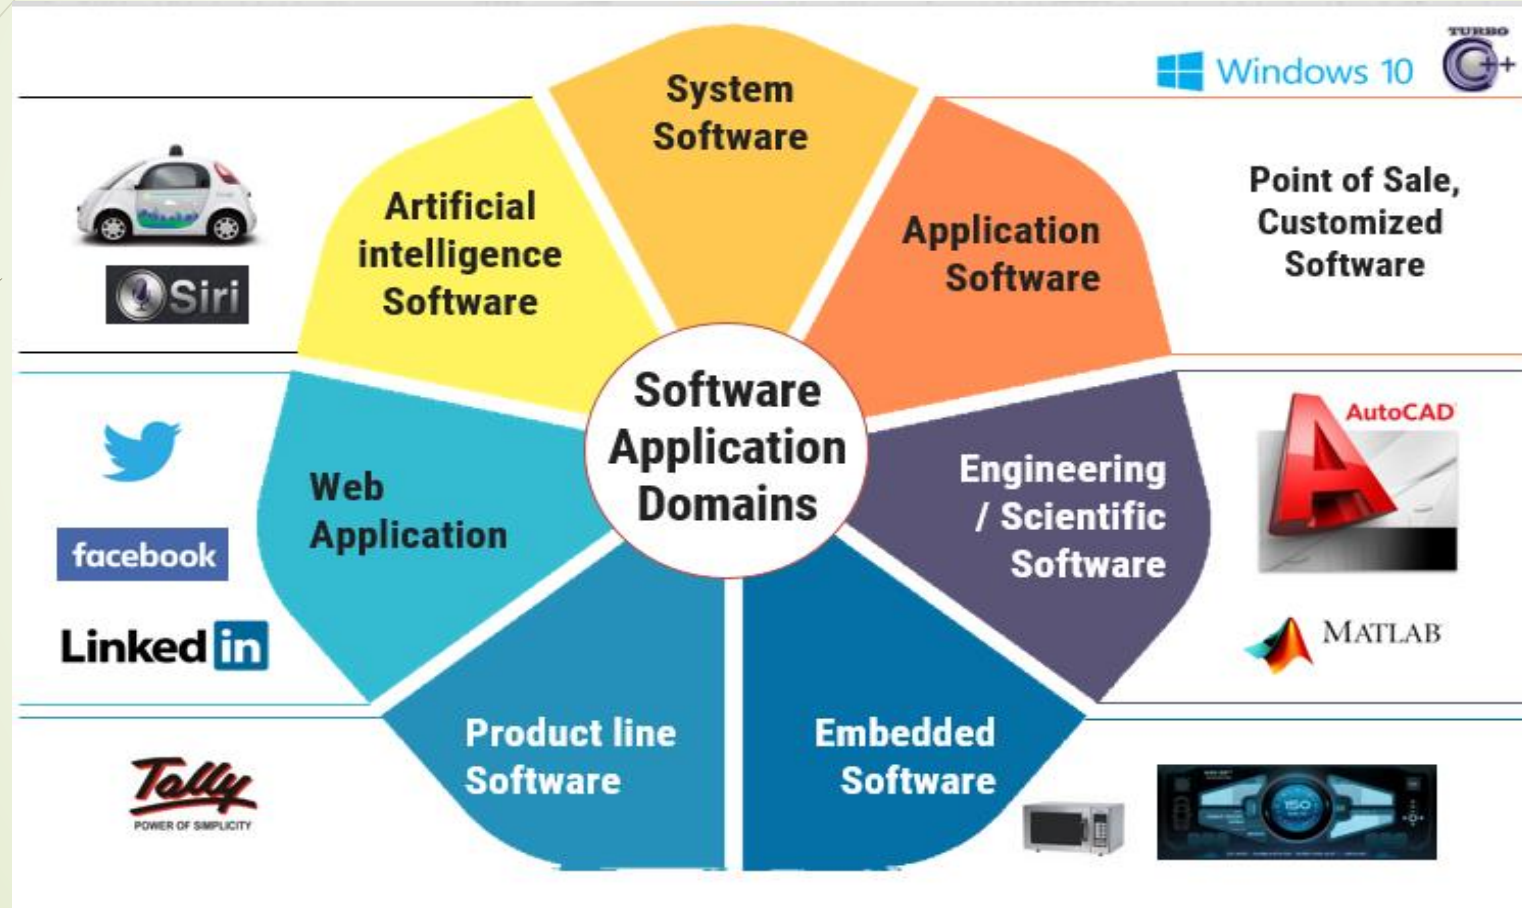 System
Software
Windows 10
TURBO
C++
Artificial
intelligence
Software
Siri
Application
Software
Point of Sale,
Customized
Software
Software
Application
Domains
Web
Application
facebook
Linked in
Engineering
/ Scientific
Software
AutoCAD
A
MATLAB
Product line
Software
Tally
POWER OF SIMPLICITY
Embedded
Software
150